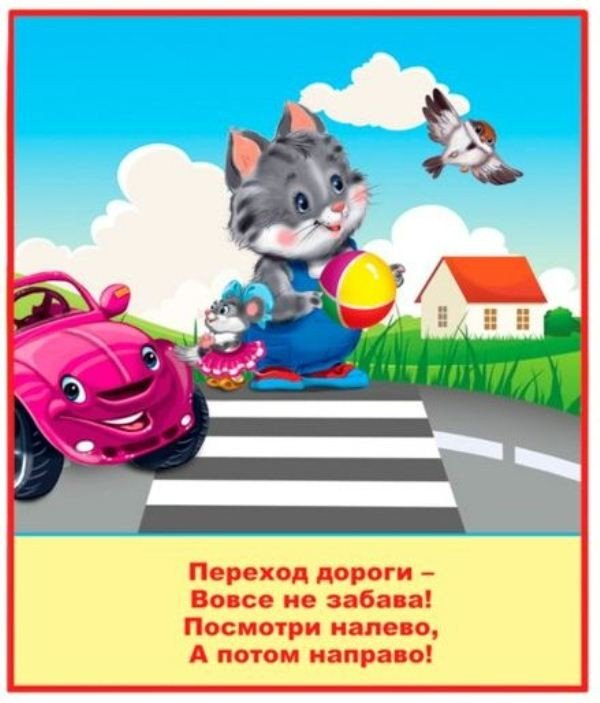 Переход дороги –
Вовсе не забава!
Посмотри налево,
А потом направо!